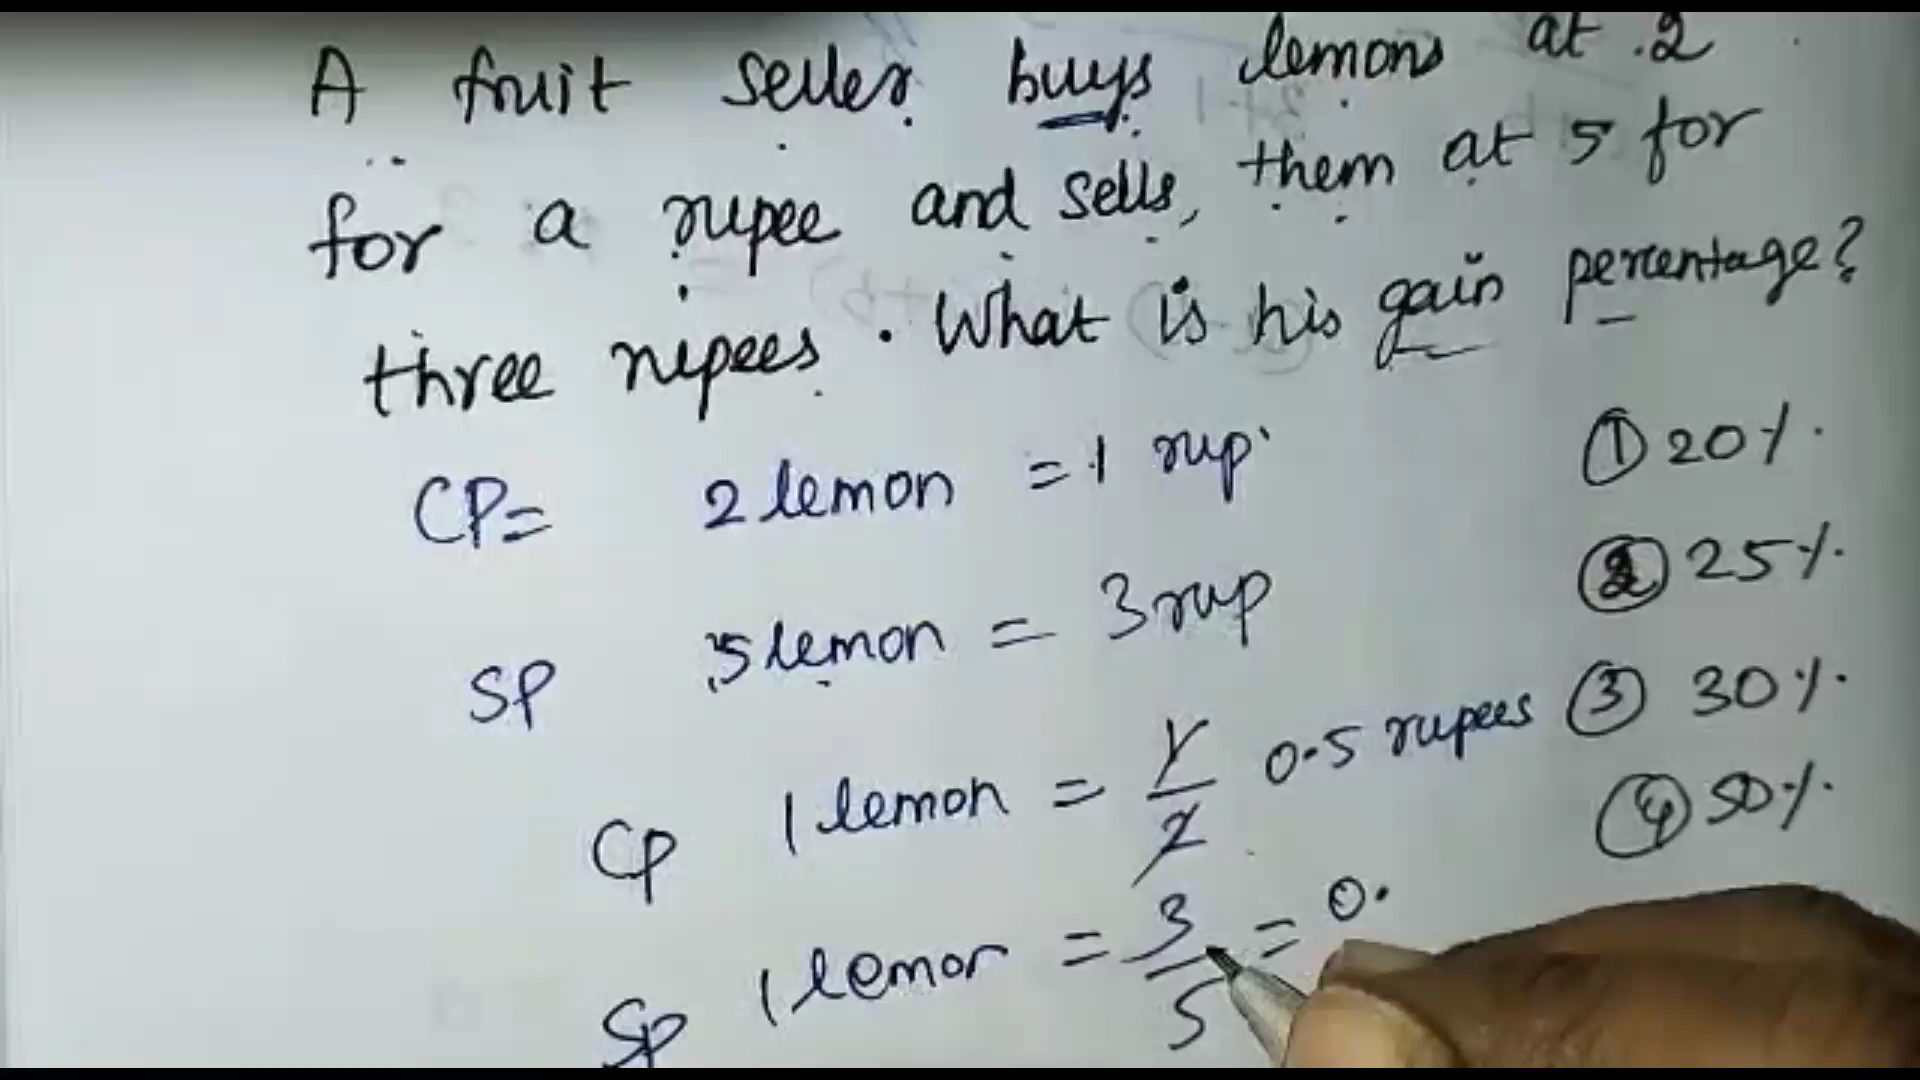 A fruit seller buys lemons at 2
for a rupee and sells, them at 5 for
three rupees. What is his gain percentage?
CP= 2 lemon = 1 rup.
① 20%.
② 25%.
SP 5 lemon = 3 rup
③ 30%.
CP 1 lemon = 1/2 0.5 rupees
④ 50%.
SP 1 lemon = 3/5 = 0.